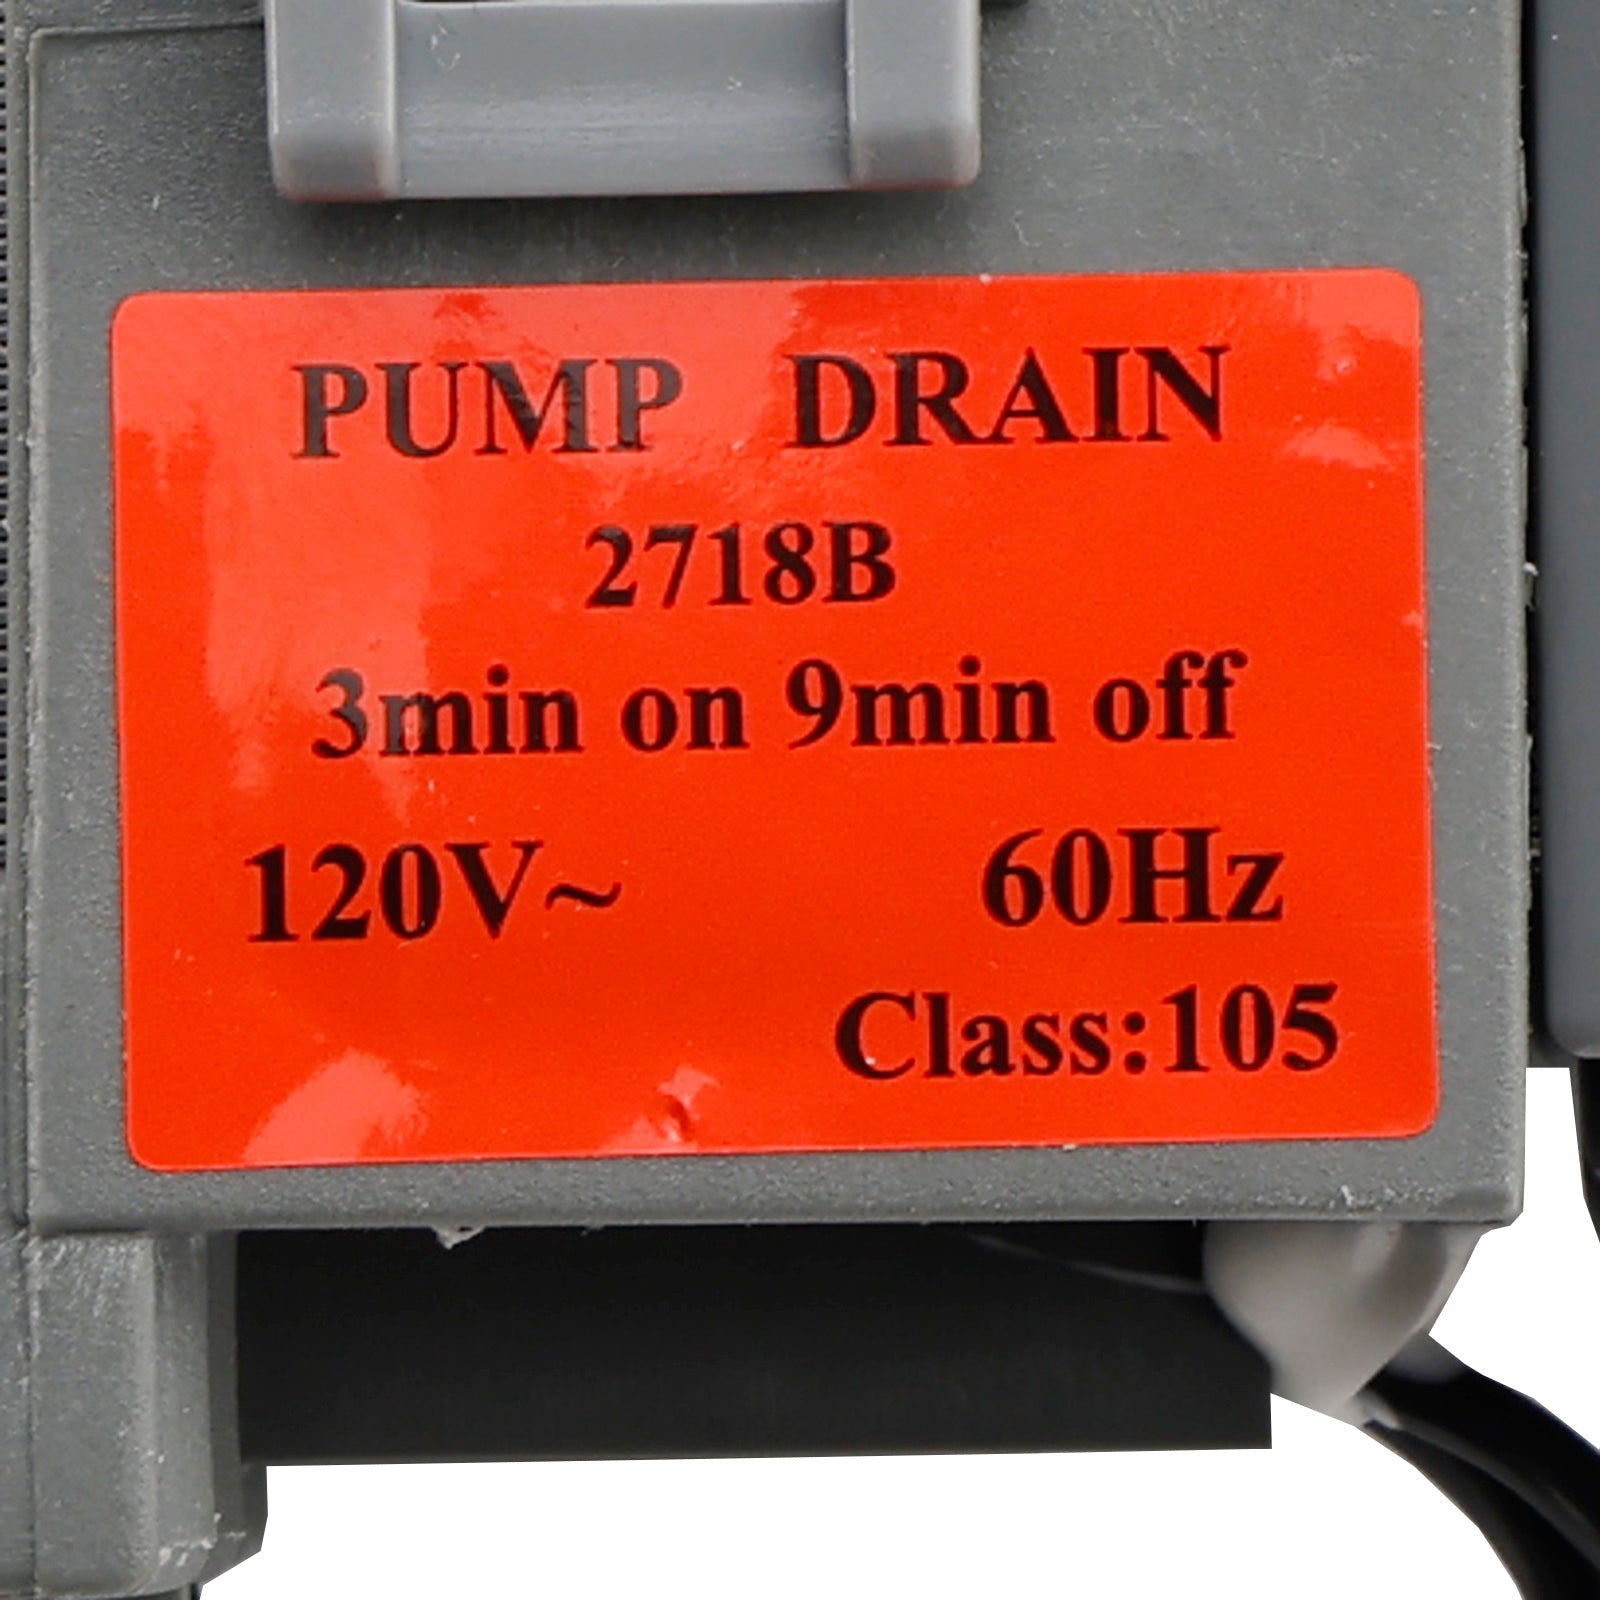 PUMP DRAIN
2718B
3min on 9min off
120V~ 60Hz
Class:105